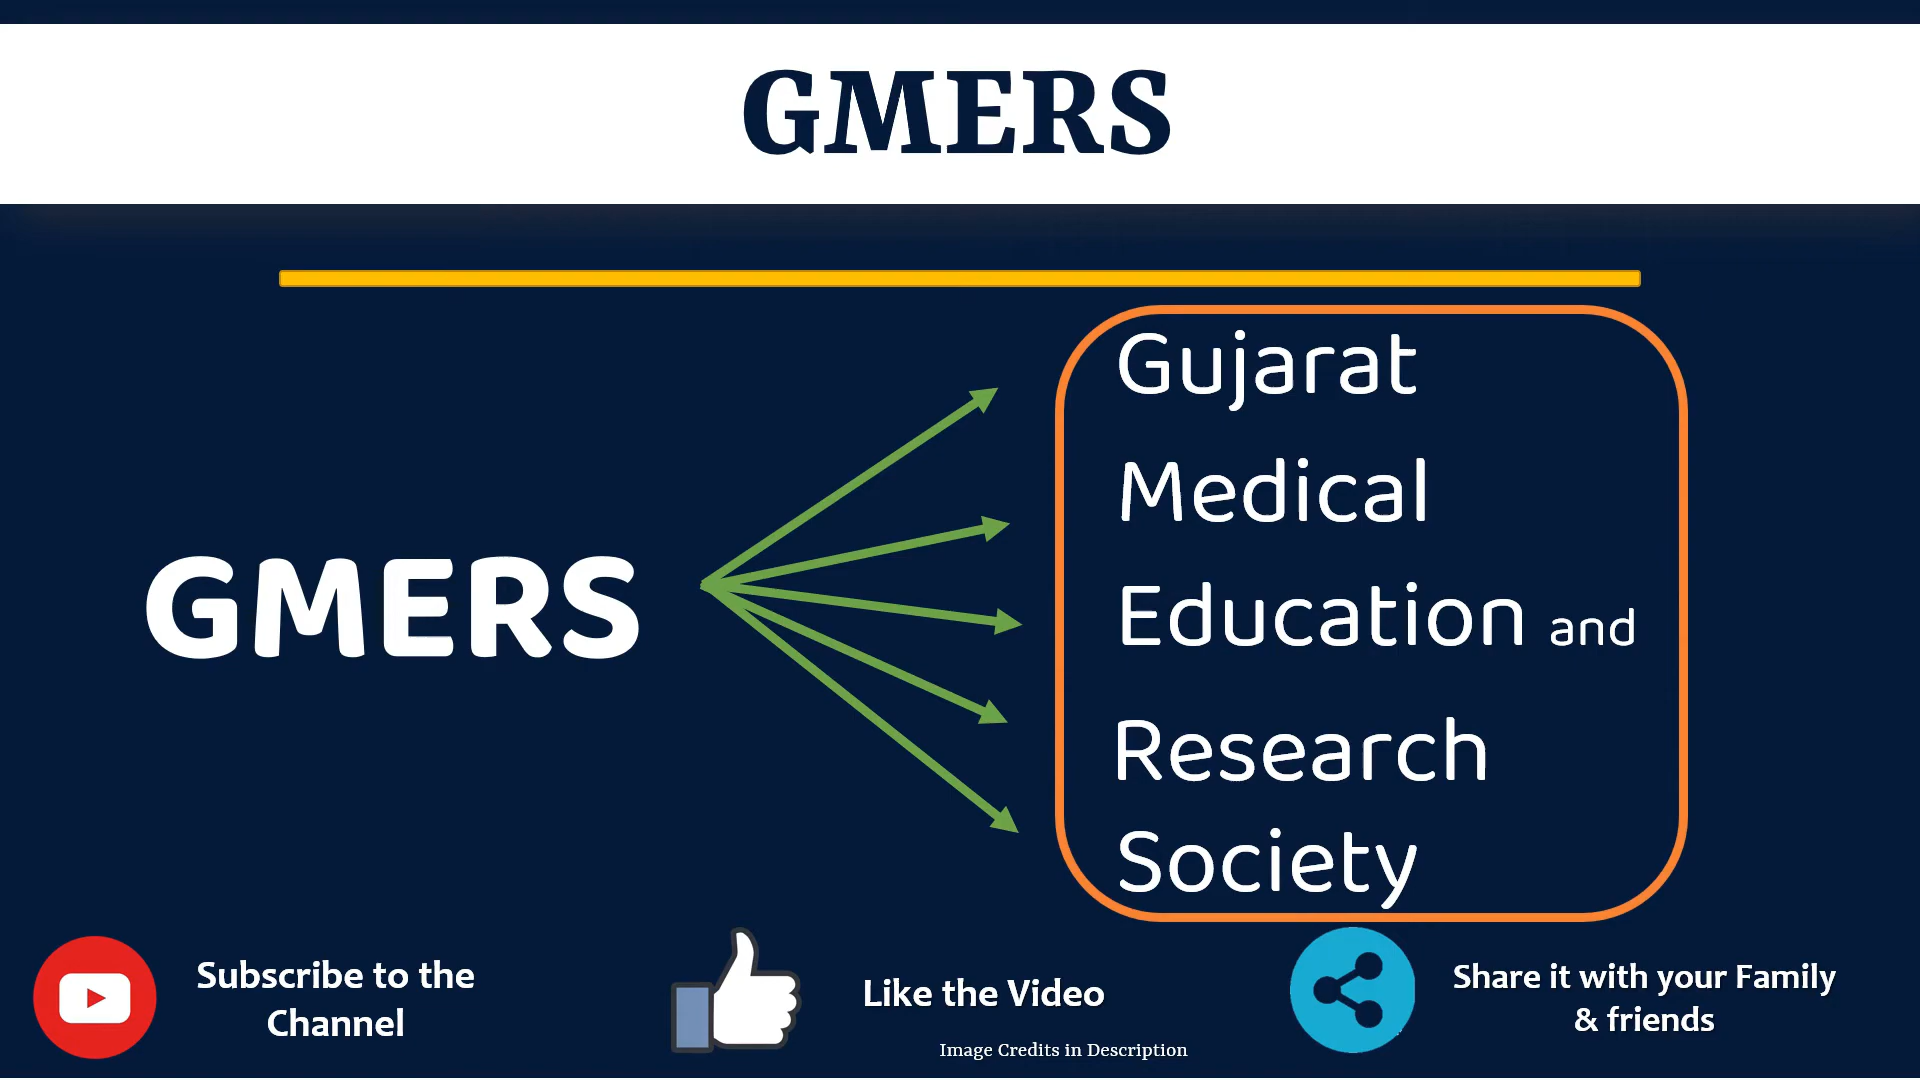 GMERS
GMERS
Gujarat
Medical
Education and
Research
Society
Subscribe to the
Channel
Like the Video
Share it with your Family
& friends
Image Credits in Description